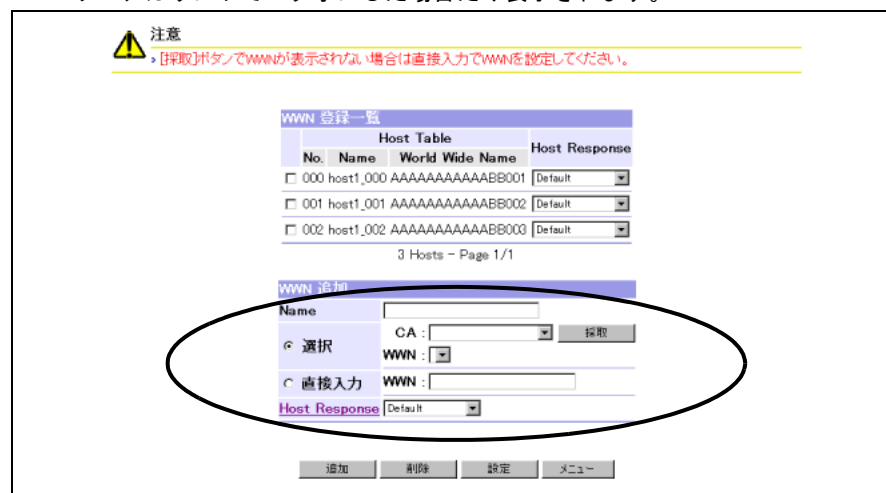 注意
› [採取]ボタンでWWNが表示されない場合は直接入力でWWNを設定してください。
WWN 登録一覧
Host Table Host Response
No. Name World Wide Name
000 host1_000 AAAAAAAAAAABB001 Default
001 host1_001 AAAAAAAAAAABB002 Default
002 host1_002 AAAAAAAAAAABB003 Default
3 Hosts - Page 1/1
WWN 追加
Name
選択 CA : 採取
WWN :
直接入力 WWN :
Host Response Default
追加 削除 設定 メニュー